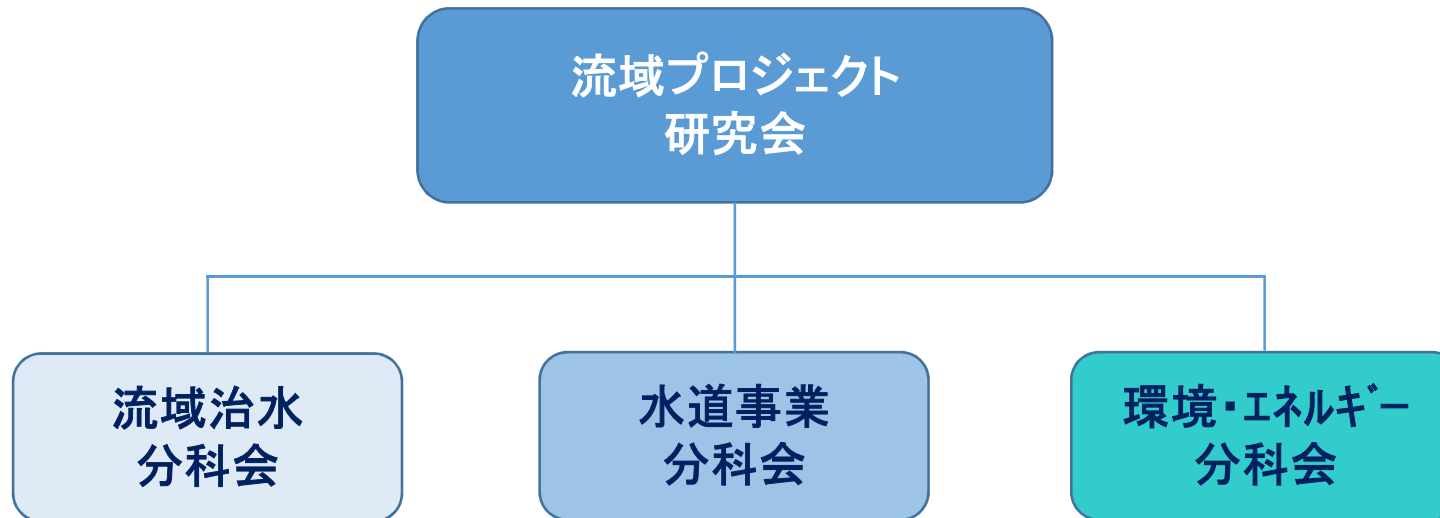 流域プロジェクト
研究会
流域治水
分科会
水道事業
分科会
環境・ｴﾈﾙｷﾞｰ
分科会